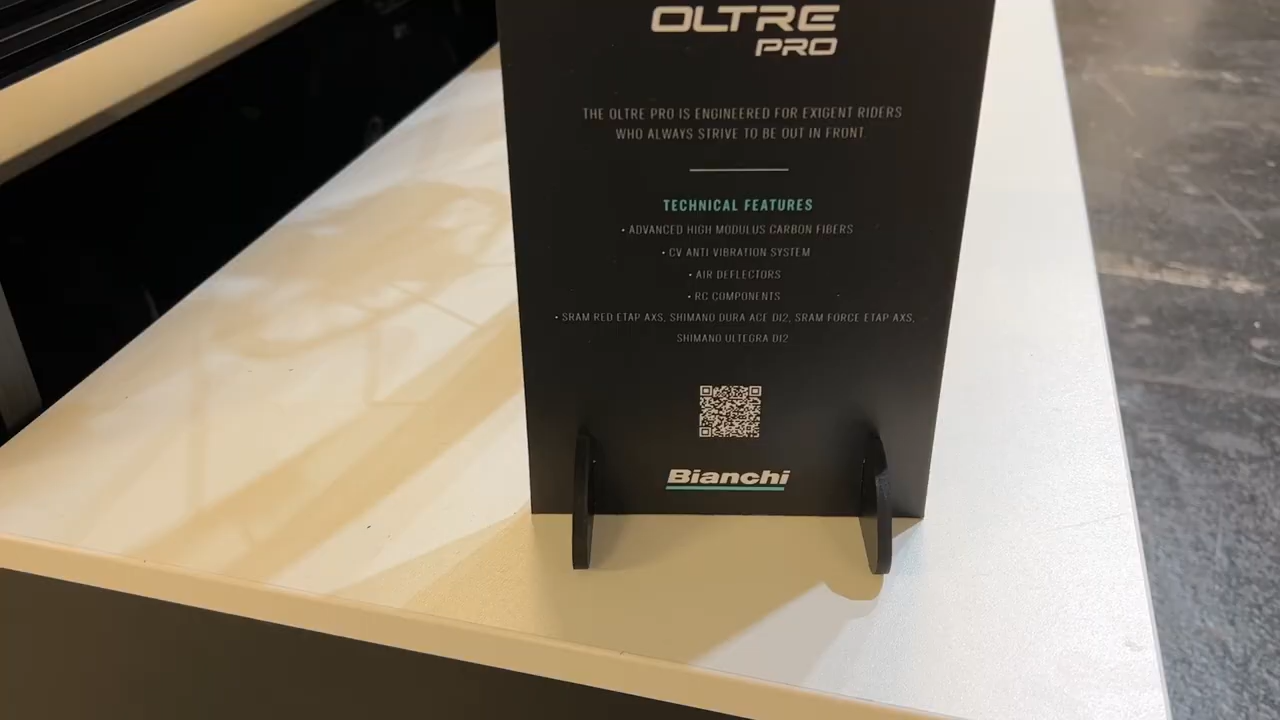 OLTRE
PRO
THE OLTRE PRO IS ENGINEERED FOR EXIGENT RIDERS
WHO ALWAYS STRIVE TO BE OUT IN FRONT.
TECHNICAL FEATURES
• ADVANCED HIGH MODULUS CARBON FIBERS
• CV ANTI VIBRATION SYSTEM
• AIR DEFLECTORS
• RC COMPONENTS
• SRAM RED ETAP AXS, SHIMANO DURA ACE DI2, SRAM FORCE ETAP AXS,
SHIMANO ULTEGRA DI2
Bianchi